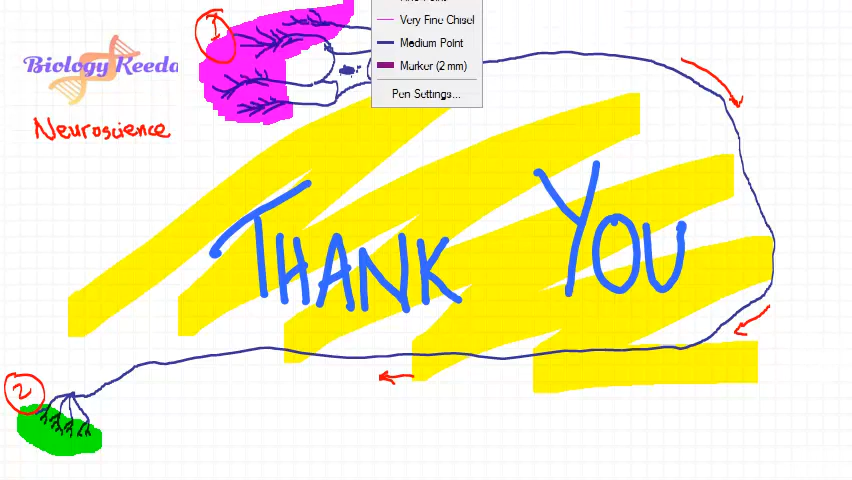 1
Very Fine Chisel
Medium Point
Marker (2 mm)
Pen Settings...
Biology Reeda
Neuroscience
THANK YOU
2